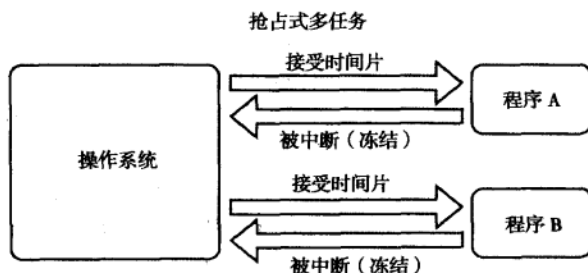 抢占式多任务
接受时间片
程序 A
被中断（冻结）
操作系统
接受时间片
程序 B
被中断（冻结）